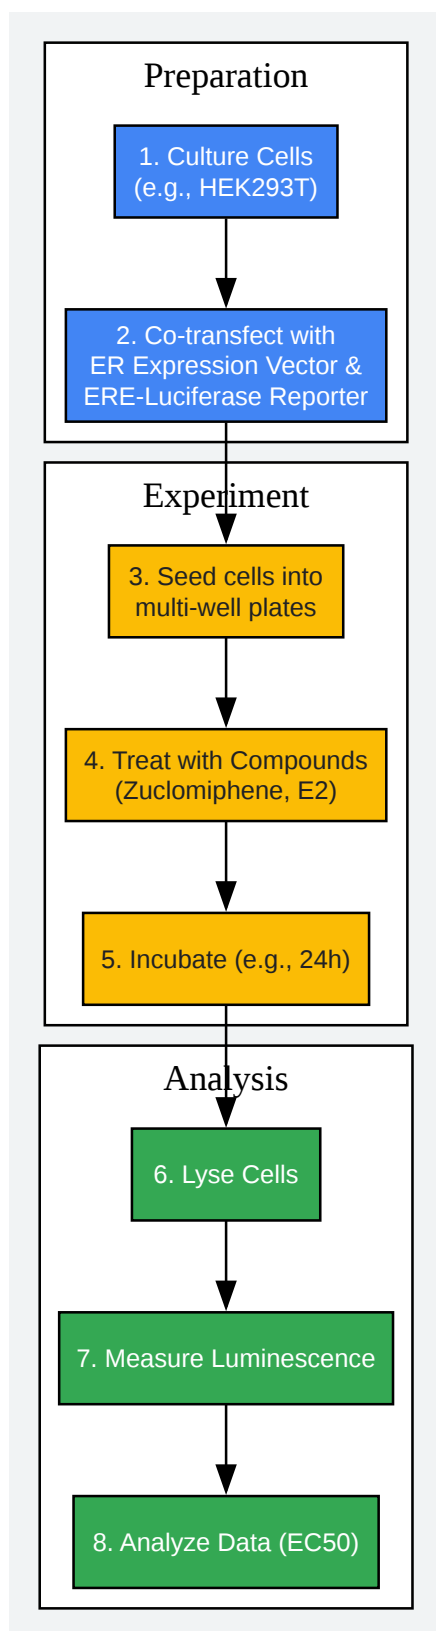 Preparation
1. Culture Cells
(e.g., HEK293T)
2. Co-transfect with
ER Expression Vector &
ERE-Luciferase Reporter
Experiment
3. Seed cells into
multi-well plates
4. Treat with Compounds
(Zuclomiphene, E2)
5. Incubate (e.g., 24h)
Analysis
6. Lyse Cells
7. Measure Luminescence
8. Analyze Data (EC50)